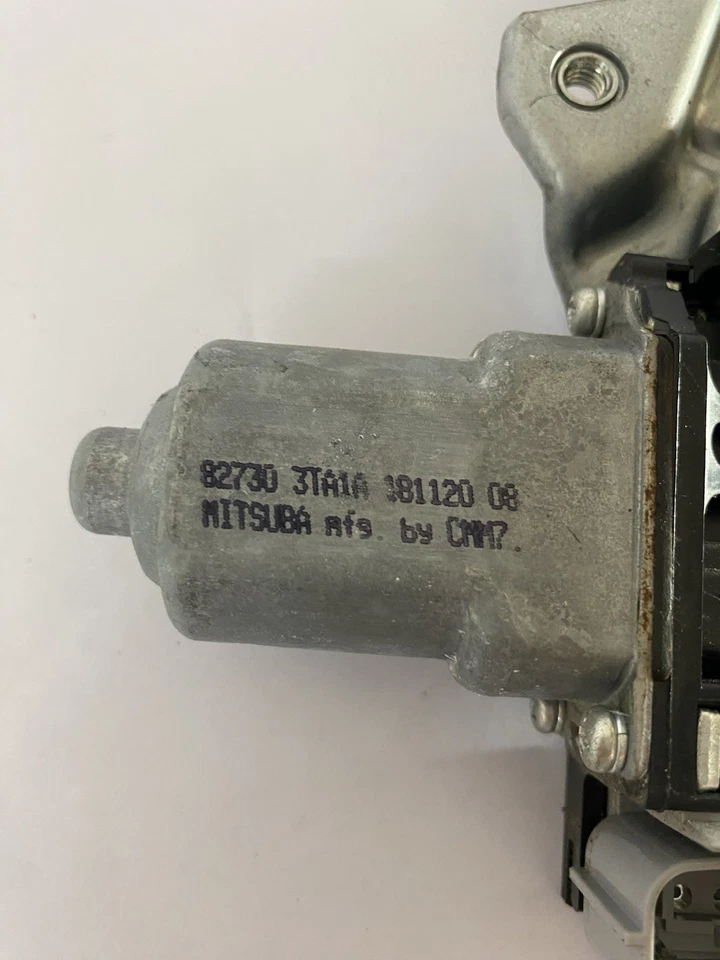 82730 3TA1A 181120 08
MITSUBA mfg. by CMM7.